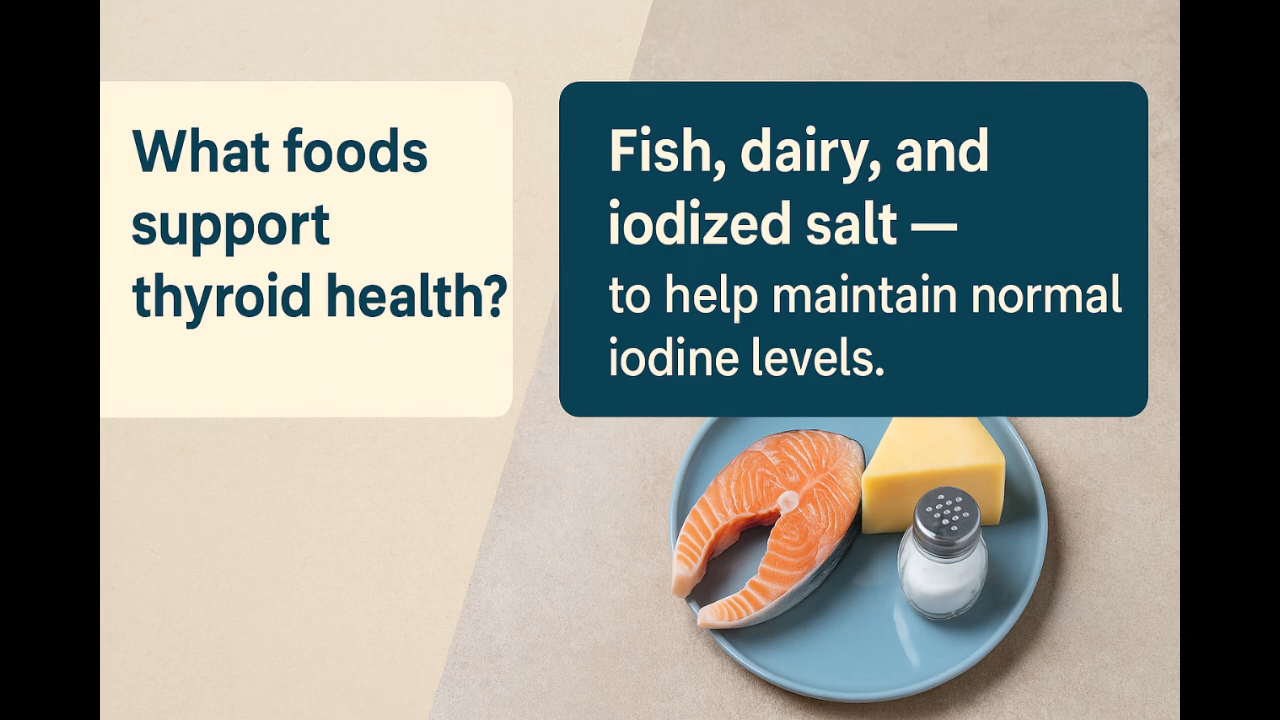 What foods
support
thyroid health?
Fish, dairy, and
iodized salt —
to help maintain normal
iodine levels.